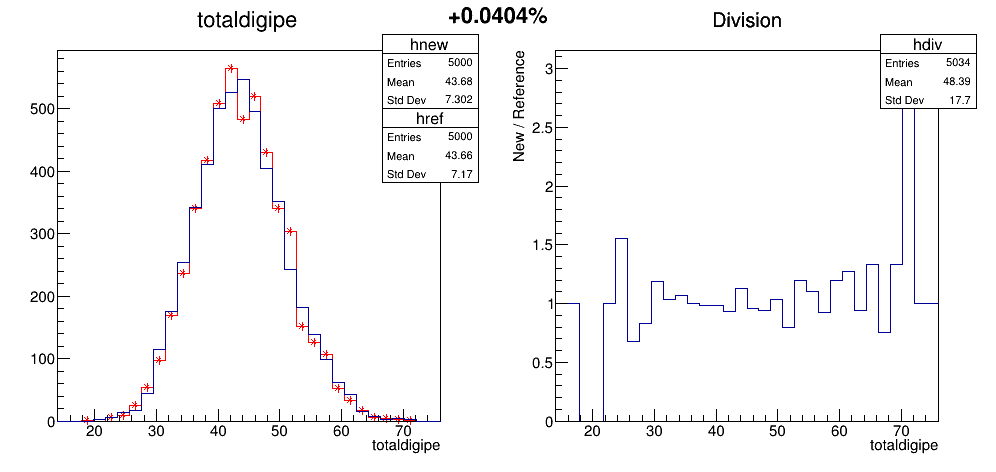 totaldigipe
+0.0404%
Division
hnew
Entries 5000
Mean 43.68
Std Dev 7.302
href
Entries 5000
Mean 43.66
Std Dev 7.17
500
400
300
200
100
0
20 30 40 50 60 70
totaldigipe
hdiv
Entries 5034
Mean 48.39
Std Dev 17.7
New / Reference
3
2.5
2
1.5
1
0.5
0
20 30 40 50 60 70
totaldigipe